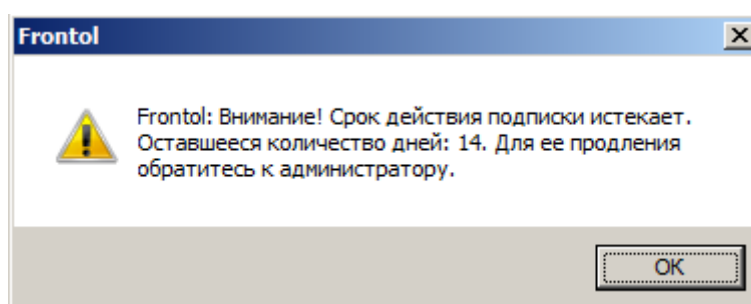 Frontol
Frontol: Внимание! Срок действия подписки истекает.
Оставшееся количество дней: 14. Для ее продления
обратитесь к администратору.
OK